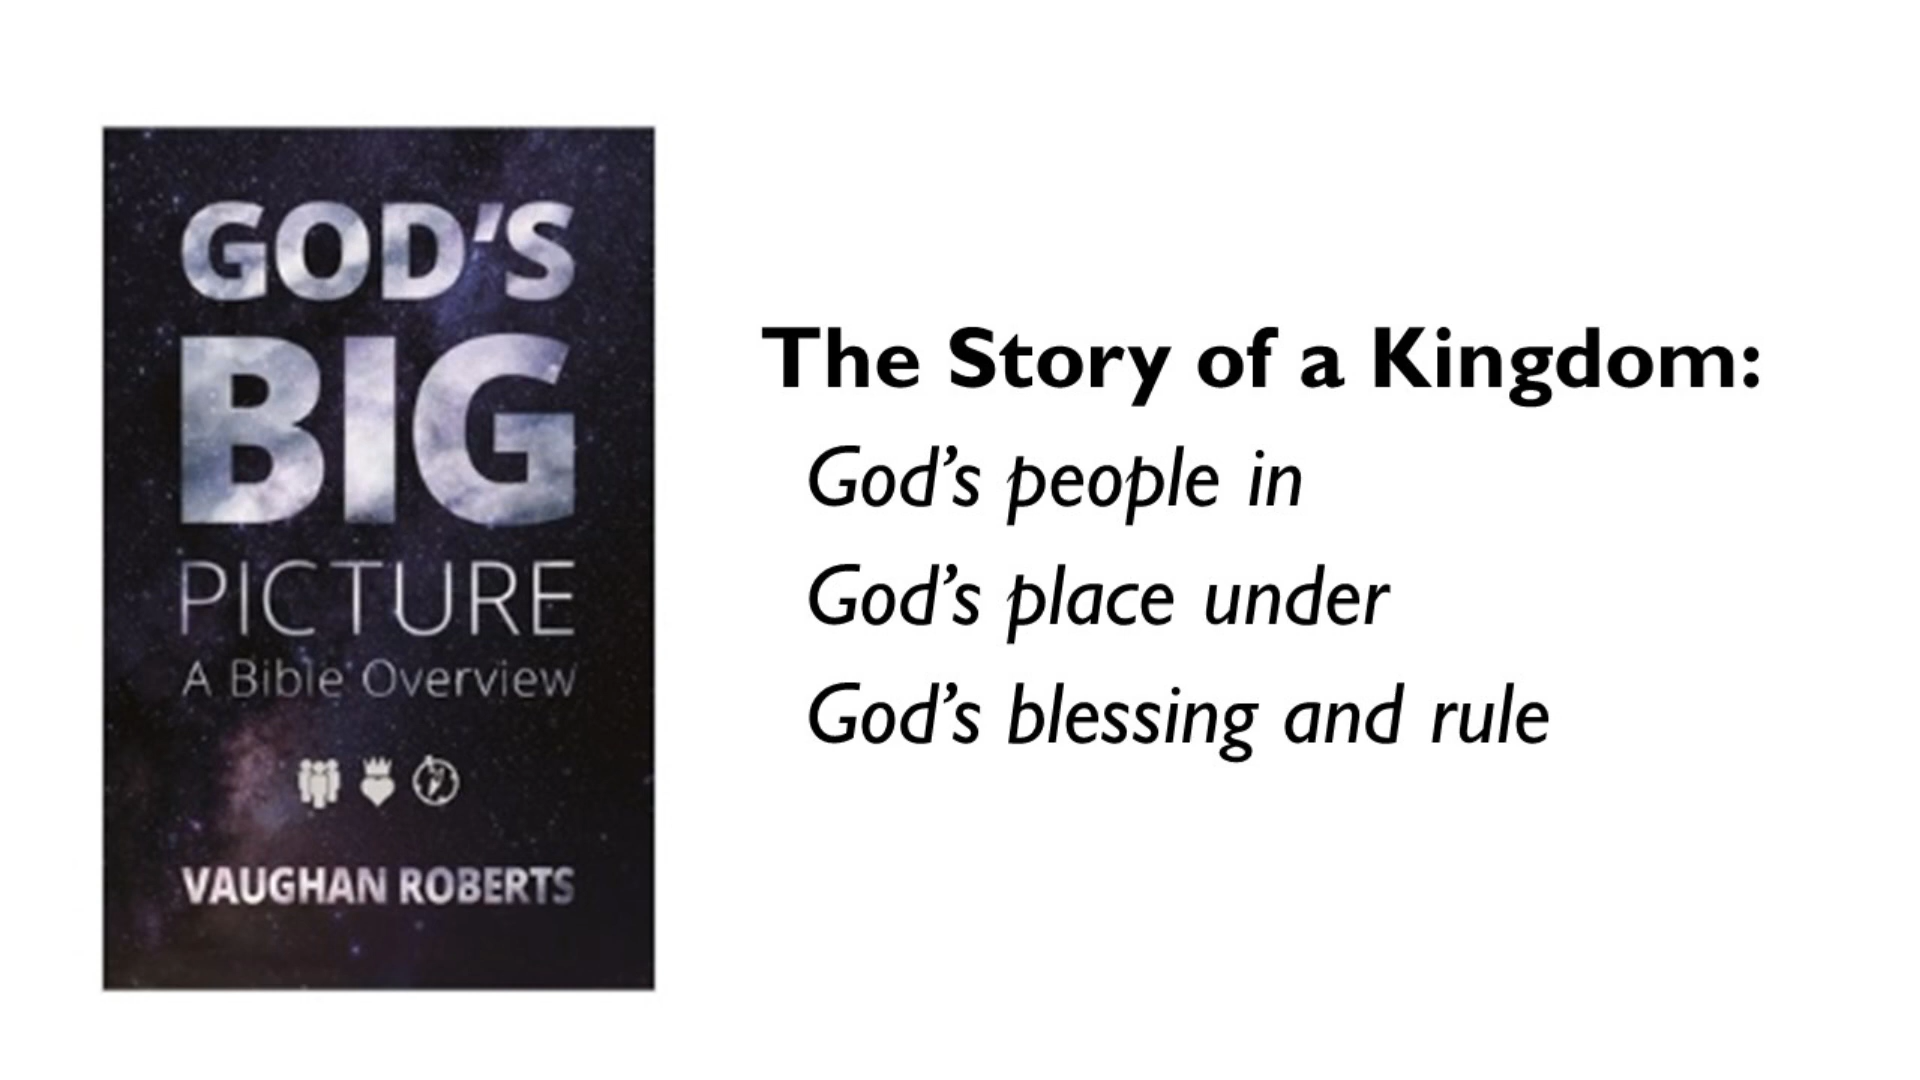 GOD'S
BIG
PICTURE
A Bible Overview
VAUGHAN ROBERTS
The Story of a Kingdom:
God's people in
God's place under
God's blessing and rule